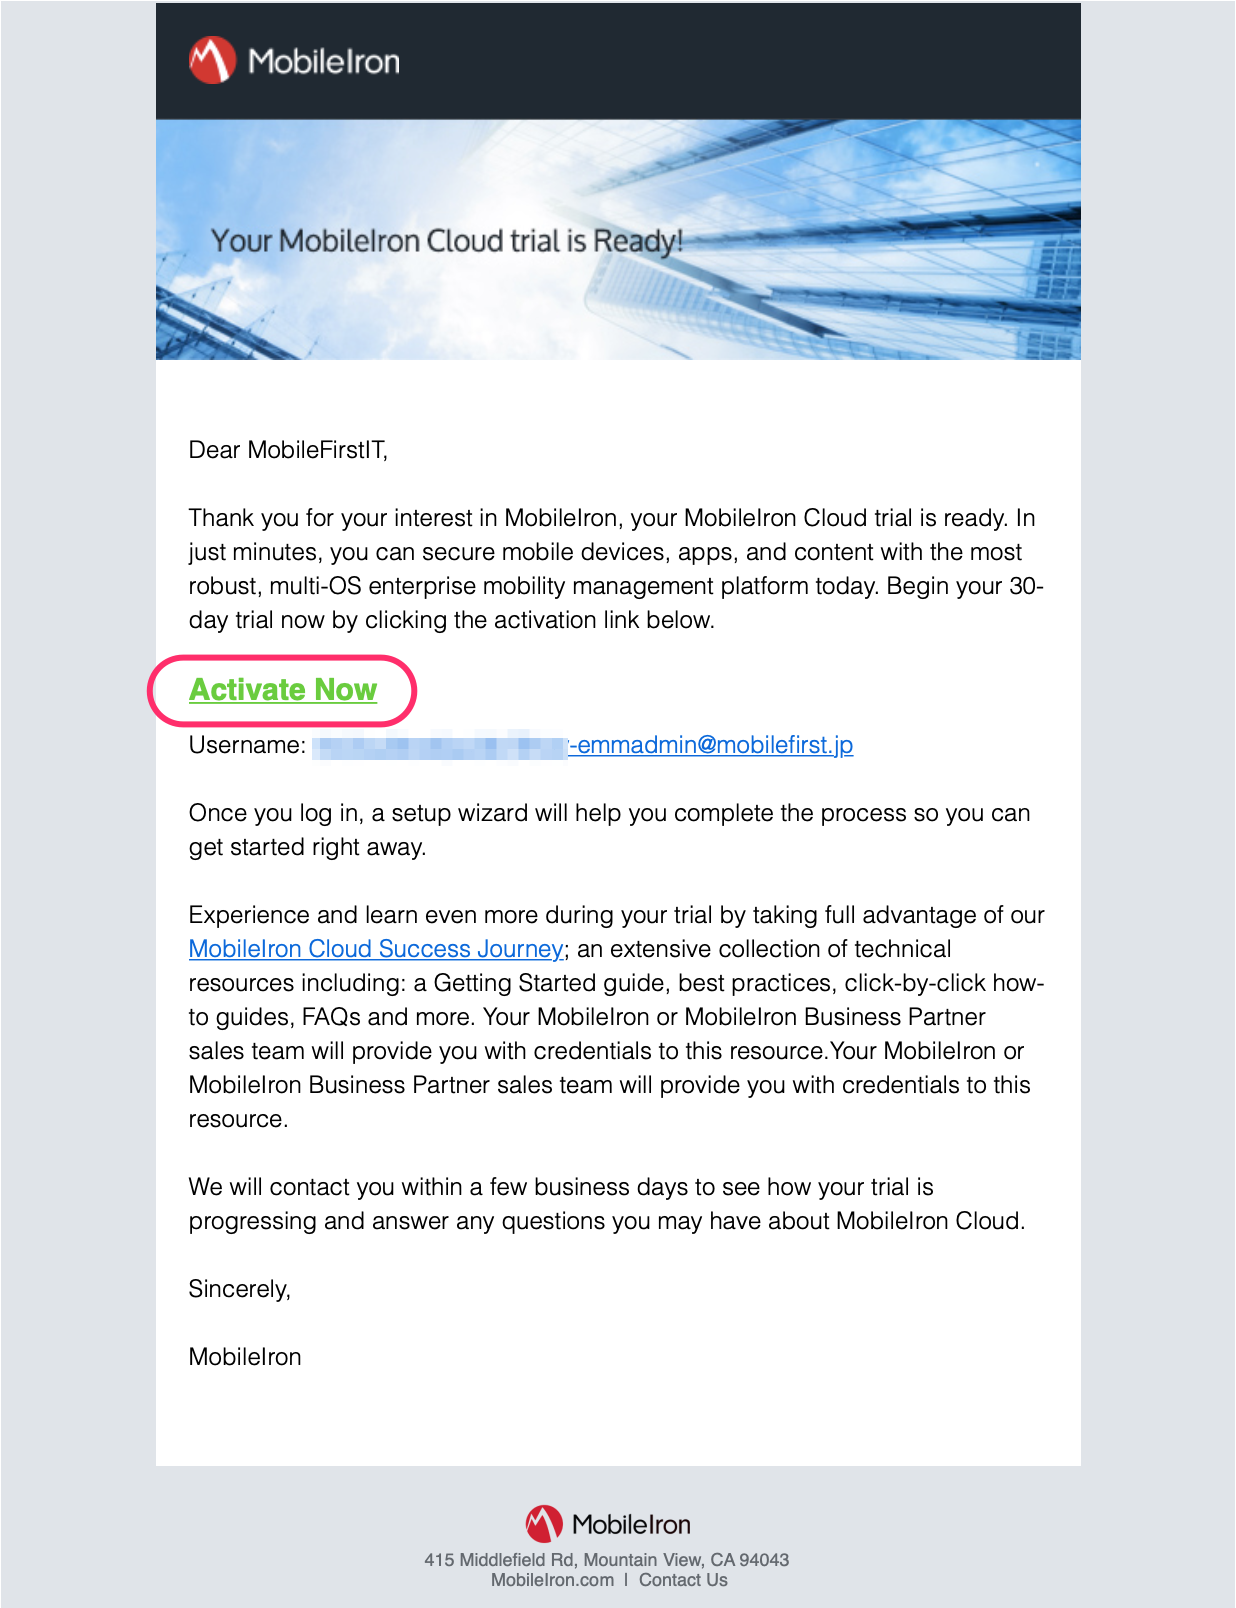 MobileIron
Your MobileIron Cloud trial is Ready!
Dear MobileFirstIT,
Thank you for your interest in MobileIron, your MobileIron Cloud trial is ready. In
just minutes, you can secure mobile devices, apps, and content with the most
robust, multi-OS enterprise mobility management platform today. Begin your 30-
day trial now by clicking the activation link below.
Activate Now
Username: -emmadmin@mobilefirst.jp
Once you log in, a setup wizard will help you complete the process so you can
get started right away.
Experience and learn even more during your trial by taking full advantage of our
MobileIron Cloud Success Journey; an extensive collection of technical
resources including: a Getting Started guide, best practices, click-by-click how-
to guides, FAQs and more. Your MobileIron or MobileIron Business Partner
sales team will provide you with credentials to this resource.Your MobileIron or
MobileIron Business Partner sales team will provide you with credentials to this
resource.
We will contact you within a few business days to see how your trial is
progressing and answer any questions you may have about MobileIron Cloud.
Sincerely,
MobileIron
MobileIron
415 Middlefield Rd, Mountain View, CA 94043
MobileIron.com | Contact Us